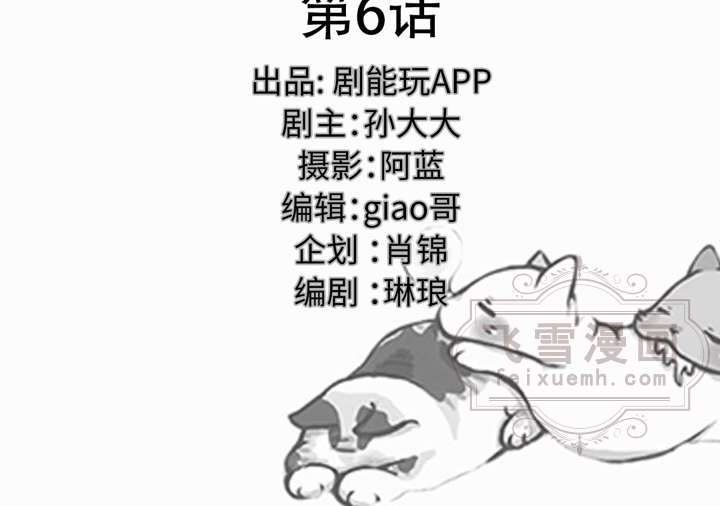 第6话
出品: 剧能玩APP
剧主:孙大大
摄影:阿蓝
编辑:giao哥
企划 :肖锦
编剧 :琳琅
飞雪漫画
feixuemh.com